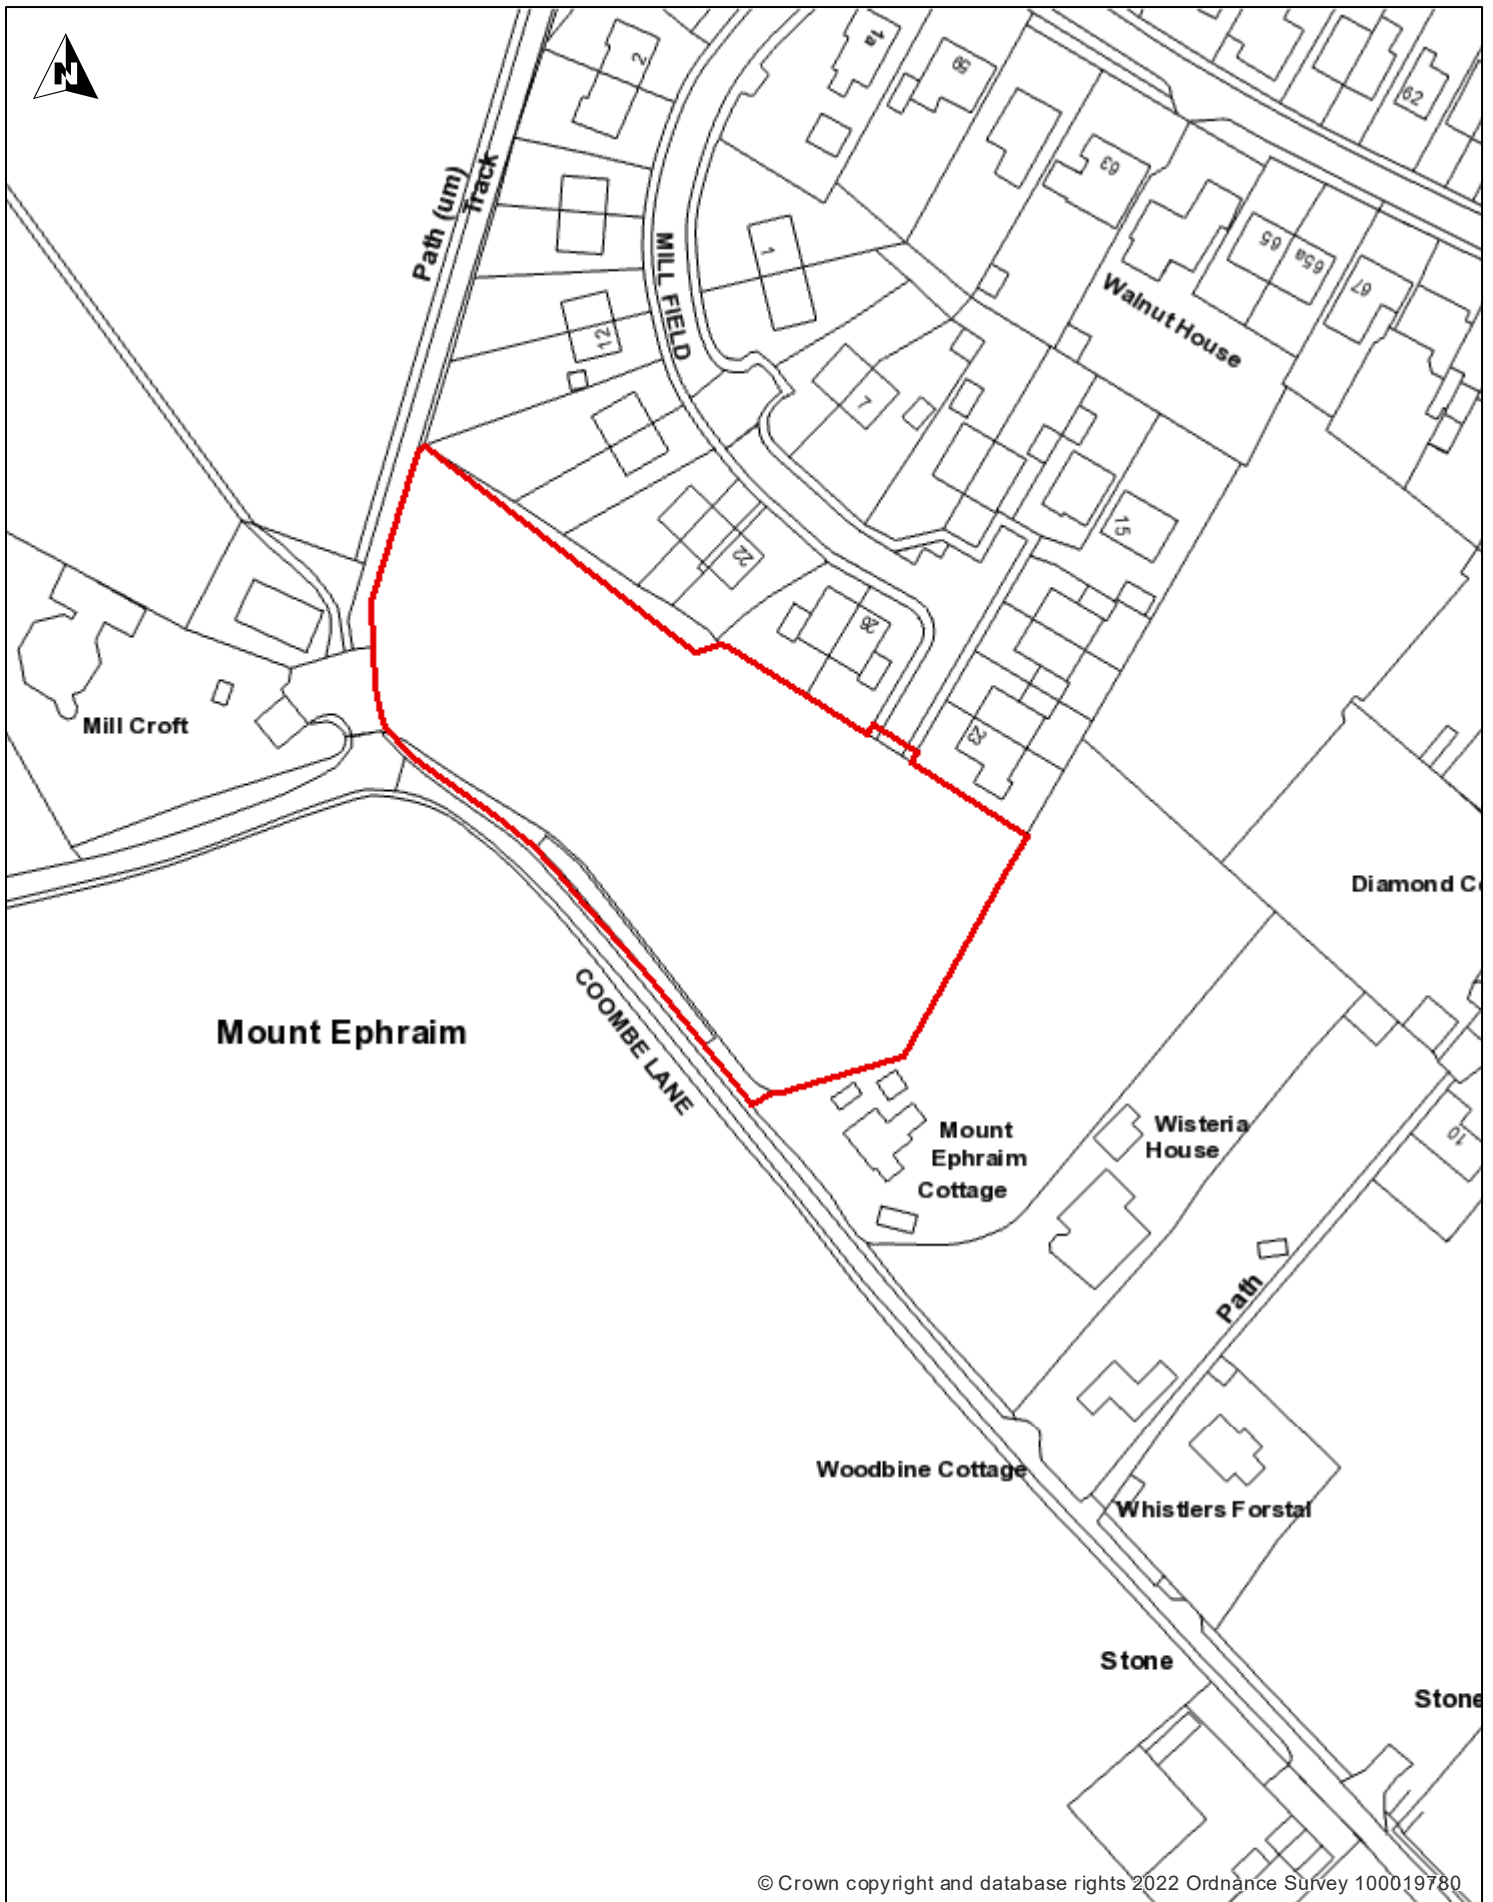 N
2
1a
59
62
Path (um)
Track
63
MILL FIELD
1
65
65a
67
Walnut House
12
7
15
22
26
Mill Croft
32
Diamond C
Mount Ephraim
COOMBE LANE
Mount
Ephraim
Cottage
Wisteria
House
10
Path
Woodbine Cottage
Whistlers Forstal
Stone
Stone
© Crown copyright and database rights 2022 Ordnance Survey 100019780